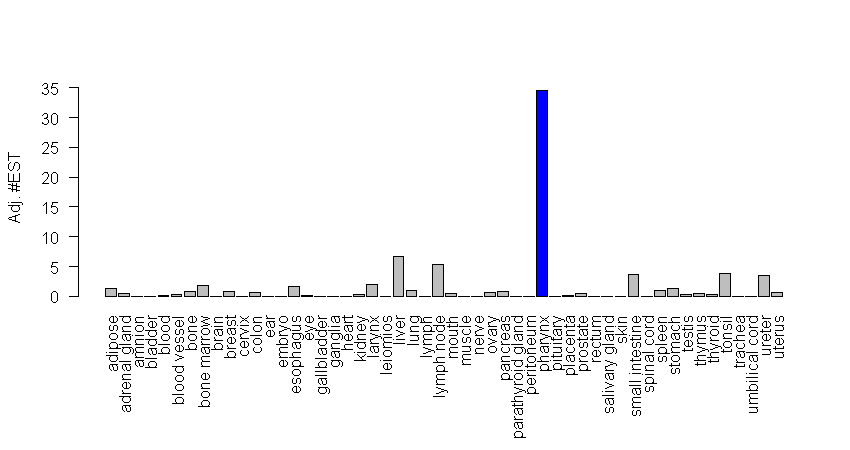 35
30
25
20
15
10
5
0
Adj. #EST
adipose
adrenal gland
amnion
bladder
blood
blood vessel
bone
bone marrow
brain
breast
cervix
colon
ear
embryo
esophagus
eye
gallbladder
ganglia
heart
kidney
larynx
leiomios
liver
lung
lymph
lymph node
mouth
muscle
nerve
ovary
pancreas
parathyroid gland
peritoneum
pharynx
pituitary
placenta
prostate
rectum
salivary gland
skin
small intestine
spinal cord
spleen
stomach
testis
thymus
thyroid
tonsil
trachea
umbilical cord
ureter
uterus